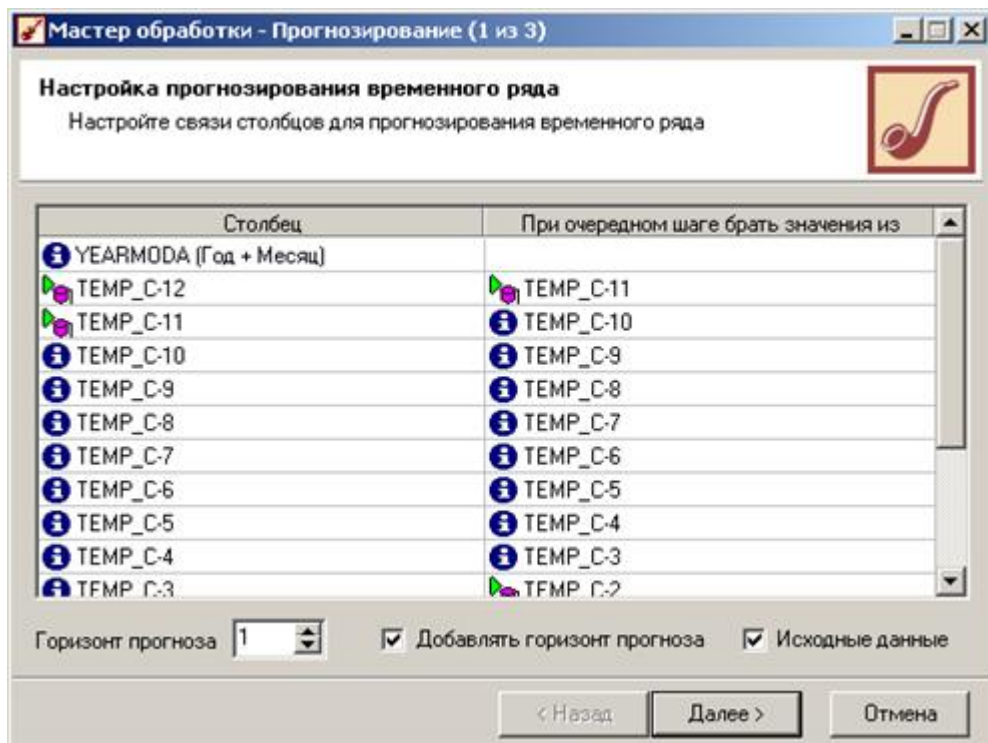 Мастер обработки - Прогнозирование (1 из 3)
Настройка прогнозирования временного ряда
Настройте связи столбцов для прогнозирования временного ряда
Столбец При очередном шаге брать значения из
YEARMODA (Год + Месяц)
TEMP_C-12 TEMP_C-11
TEMP_C-11 TEMP_C-10
TEMP_C-10 TEMP_C-9
TEMP_C-9 TEMP_C-8
TEMP_C-8 TEMP_C-7
TEMP_C-7 TEMP_C-6
TEMP_C-6 TEMP_C-5
TEMP_C-5 TEMP_C-4
TEMP_C-4 TEMP_C-3
TEMP_C-3 TEMP_C-2
Горизонт прогноза 1 Добавлять горизонт прогноза Исходные данные
< Назад Далее > Отмена